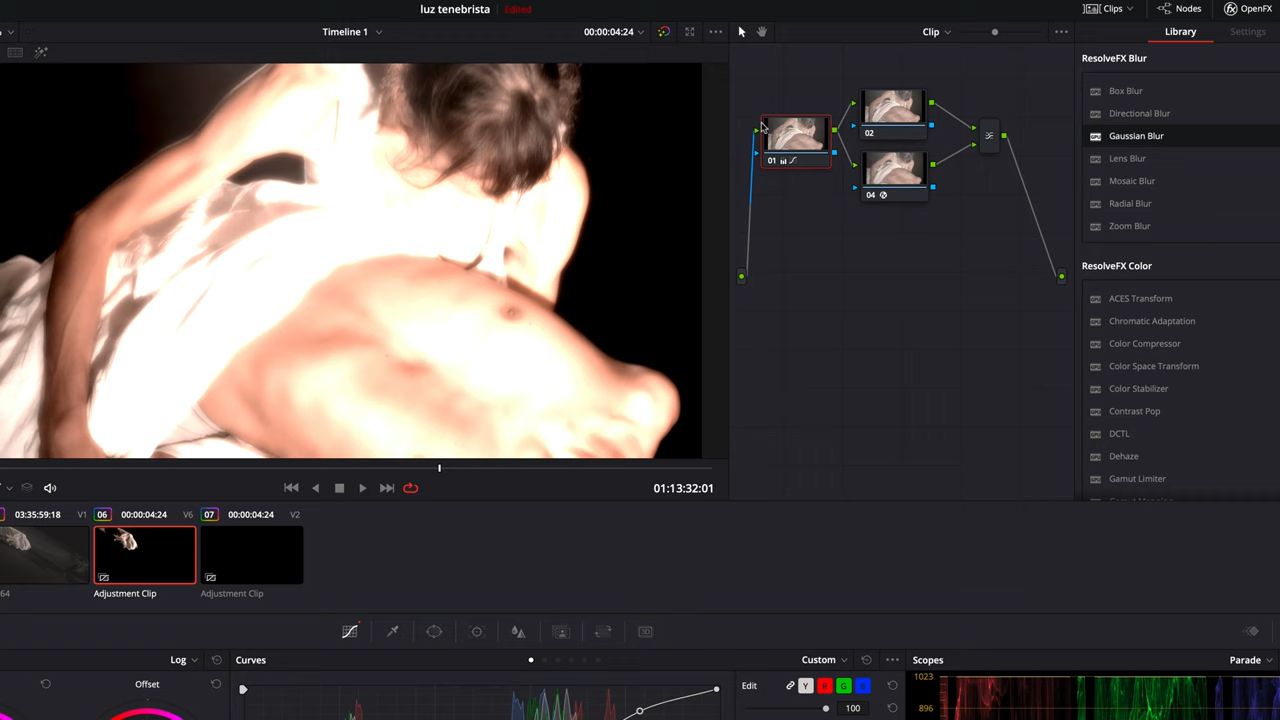 luz tenebrista Edited
Clips Nodes OpenFX
Timeline 1 00:00:04:24 Clip Library Settings
ResolveFX Blur
Box Blur
Directional Blur
Gaussian Blur
Lens Blur
Mosaic Blur
Radial Blur
Zoom Blur
02
01
04
ResolveFX Color
ACES Transform
Chromatic Adaptation
Color Compressor
Color Space Transform
Color Stabilizer
Contrast Pop
DCTL
Dehaze
Gamut Limiter
01:13:32:01
03:35:59:18 V1 06 00:00:04:24 V6 07 00:00:04:24 V2
64 Adjustment Clip Adjustment Clip
3D
Log Curves Custom Scopes Parade
Offset Edit Y R G B 1023
100 896